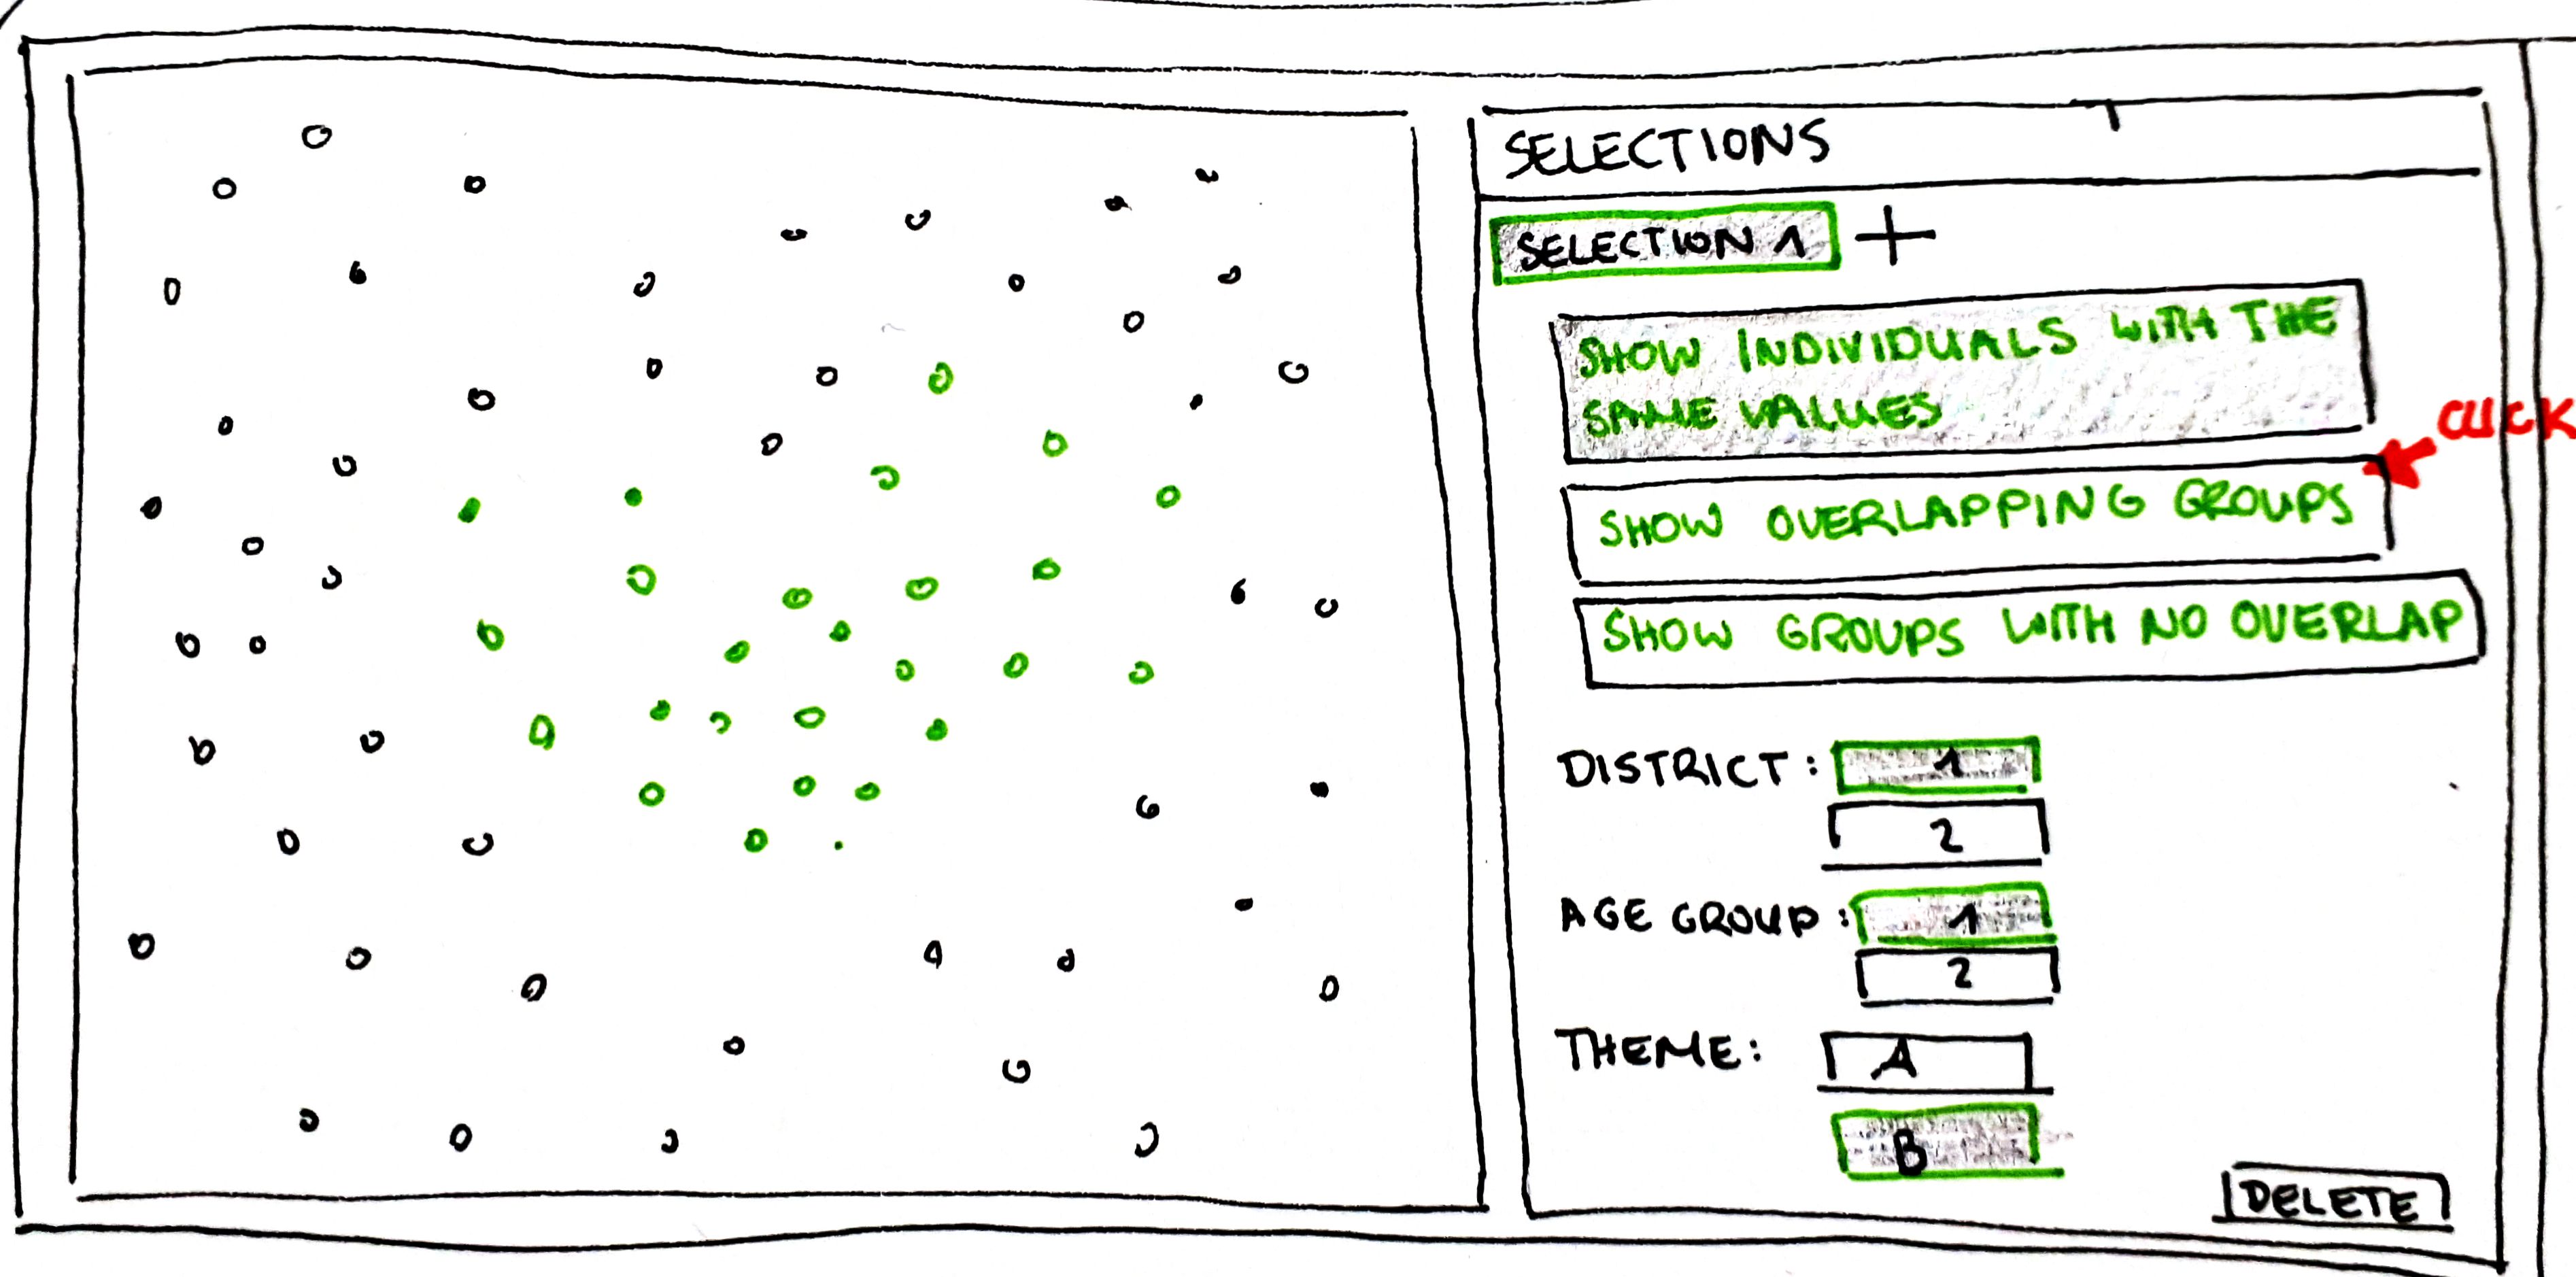 SELECTIONS
SELECTION 1 +
SHOW INDIVIDUALS WITH THE
SAME VALUES
CLICK
SHOW OVERLAPPING GROUPS
SHOW GROUPS WITH NO OVERLAP
DISTRICT: 1
2
AGE GROUP: 1
2
THEME: A
B
DELETE